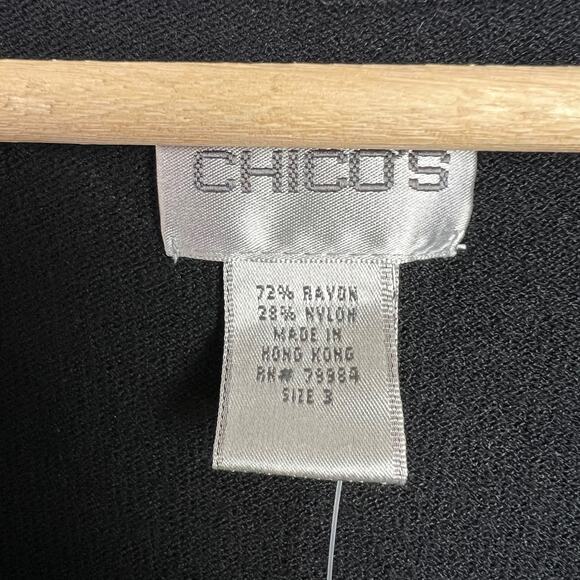 CHICO'S
72% RAYON
28% NYLON
MADE IN
HONG KONG
RN# 79984
SIZE 3